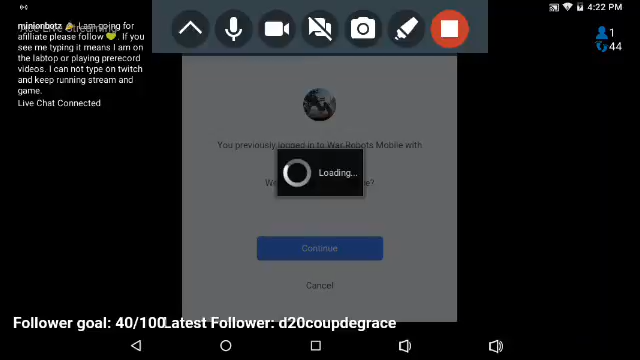 4:22 PM
minionbotz I am going for
afiliate please follow 💚. If you
see me typing it means I am on
the labtop or playing prerecord
videos. I can not type on twitch
and keep running stream and
game.
Live Chat Connected
1
44
You previously logged in to War Robots Mobile with
Loading...
Continue
Cancel
Follower goal: 40/100
Latest Follower: d20coupdegrace